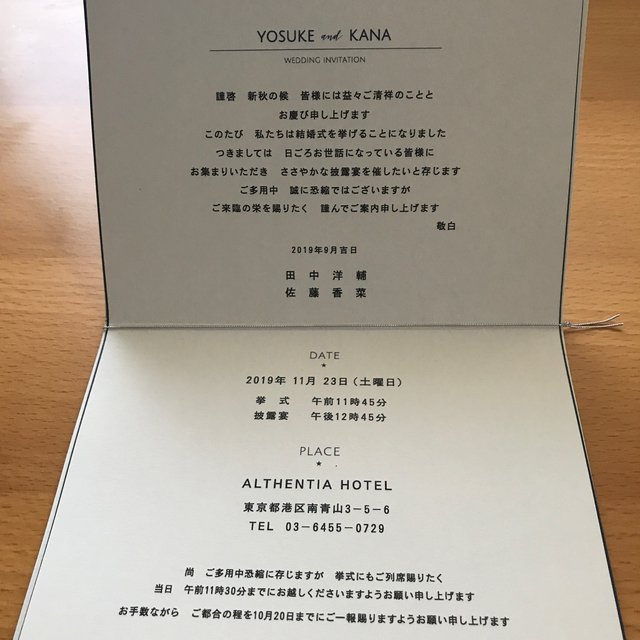 YOSUKE and KANA
WEDDING INVITATION
謹啓　新秋の候　皆様には益々ご清祥のことと
お慶び申し上げます
このたび　私たちは結婚式を挙げることになりました
つきましては　日ごろお世話になっている皆様に
お集まりいただき　ささやかな披露宴を催したいと存じます
ご多用中　誠に恐縮ではございますが
ご来臨の栄を賜りたく　謹んでご案内申し上げます
敬白
2019年9月吉日
田中洋輔
佐藤香菜
DATE
2019年 11月 23日（土曜日）
挙　式　午前11時45分
披露宴　午後12時45分
PLACE
ALTHENTIA HOTEL
東京都港区南青山3－5－6
TEL 03－6455－0729
尚　ご多用中恐縮に存じますが　挙式にもご列席賜りたく
当日　午前11時30分までにお越しくださいますようお願い申し上げます
お手数ながら　ご都合の程を10月20日までにご一報賜りますようお願い申し上げます